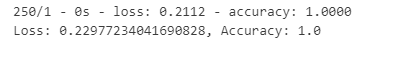 250/1 - 0s - loss: 0.2112 - accuracy: 1.0000
Loss: 0.22977234041690828, Accuracy: 1.0